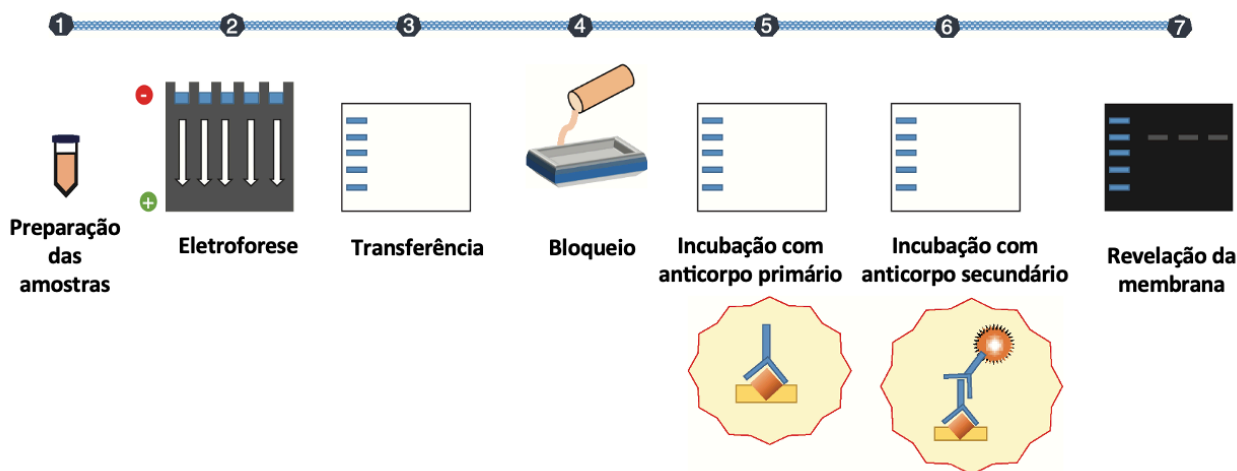 1
2
3
4
5
6
7
-
+
Preparação
das
amostras
Eletroforese
Transferência
Bloqueio
Incubação com
anticorpo primário
Incubação com
anticorpo secundário
Revelação da
membrana